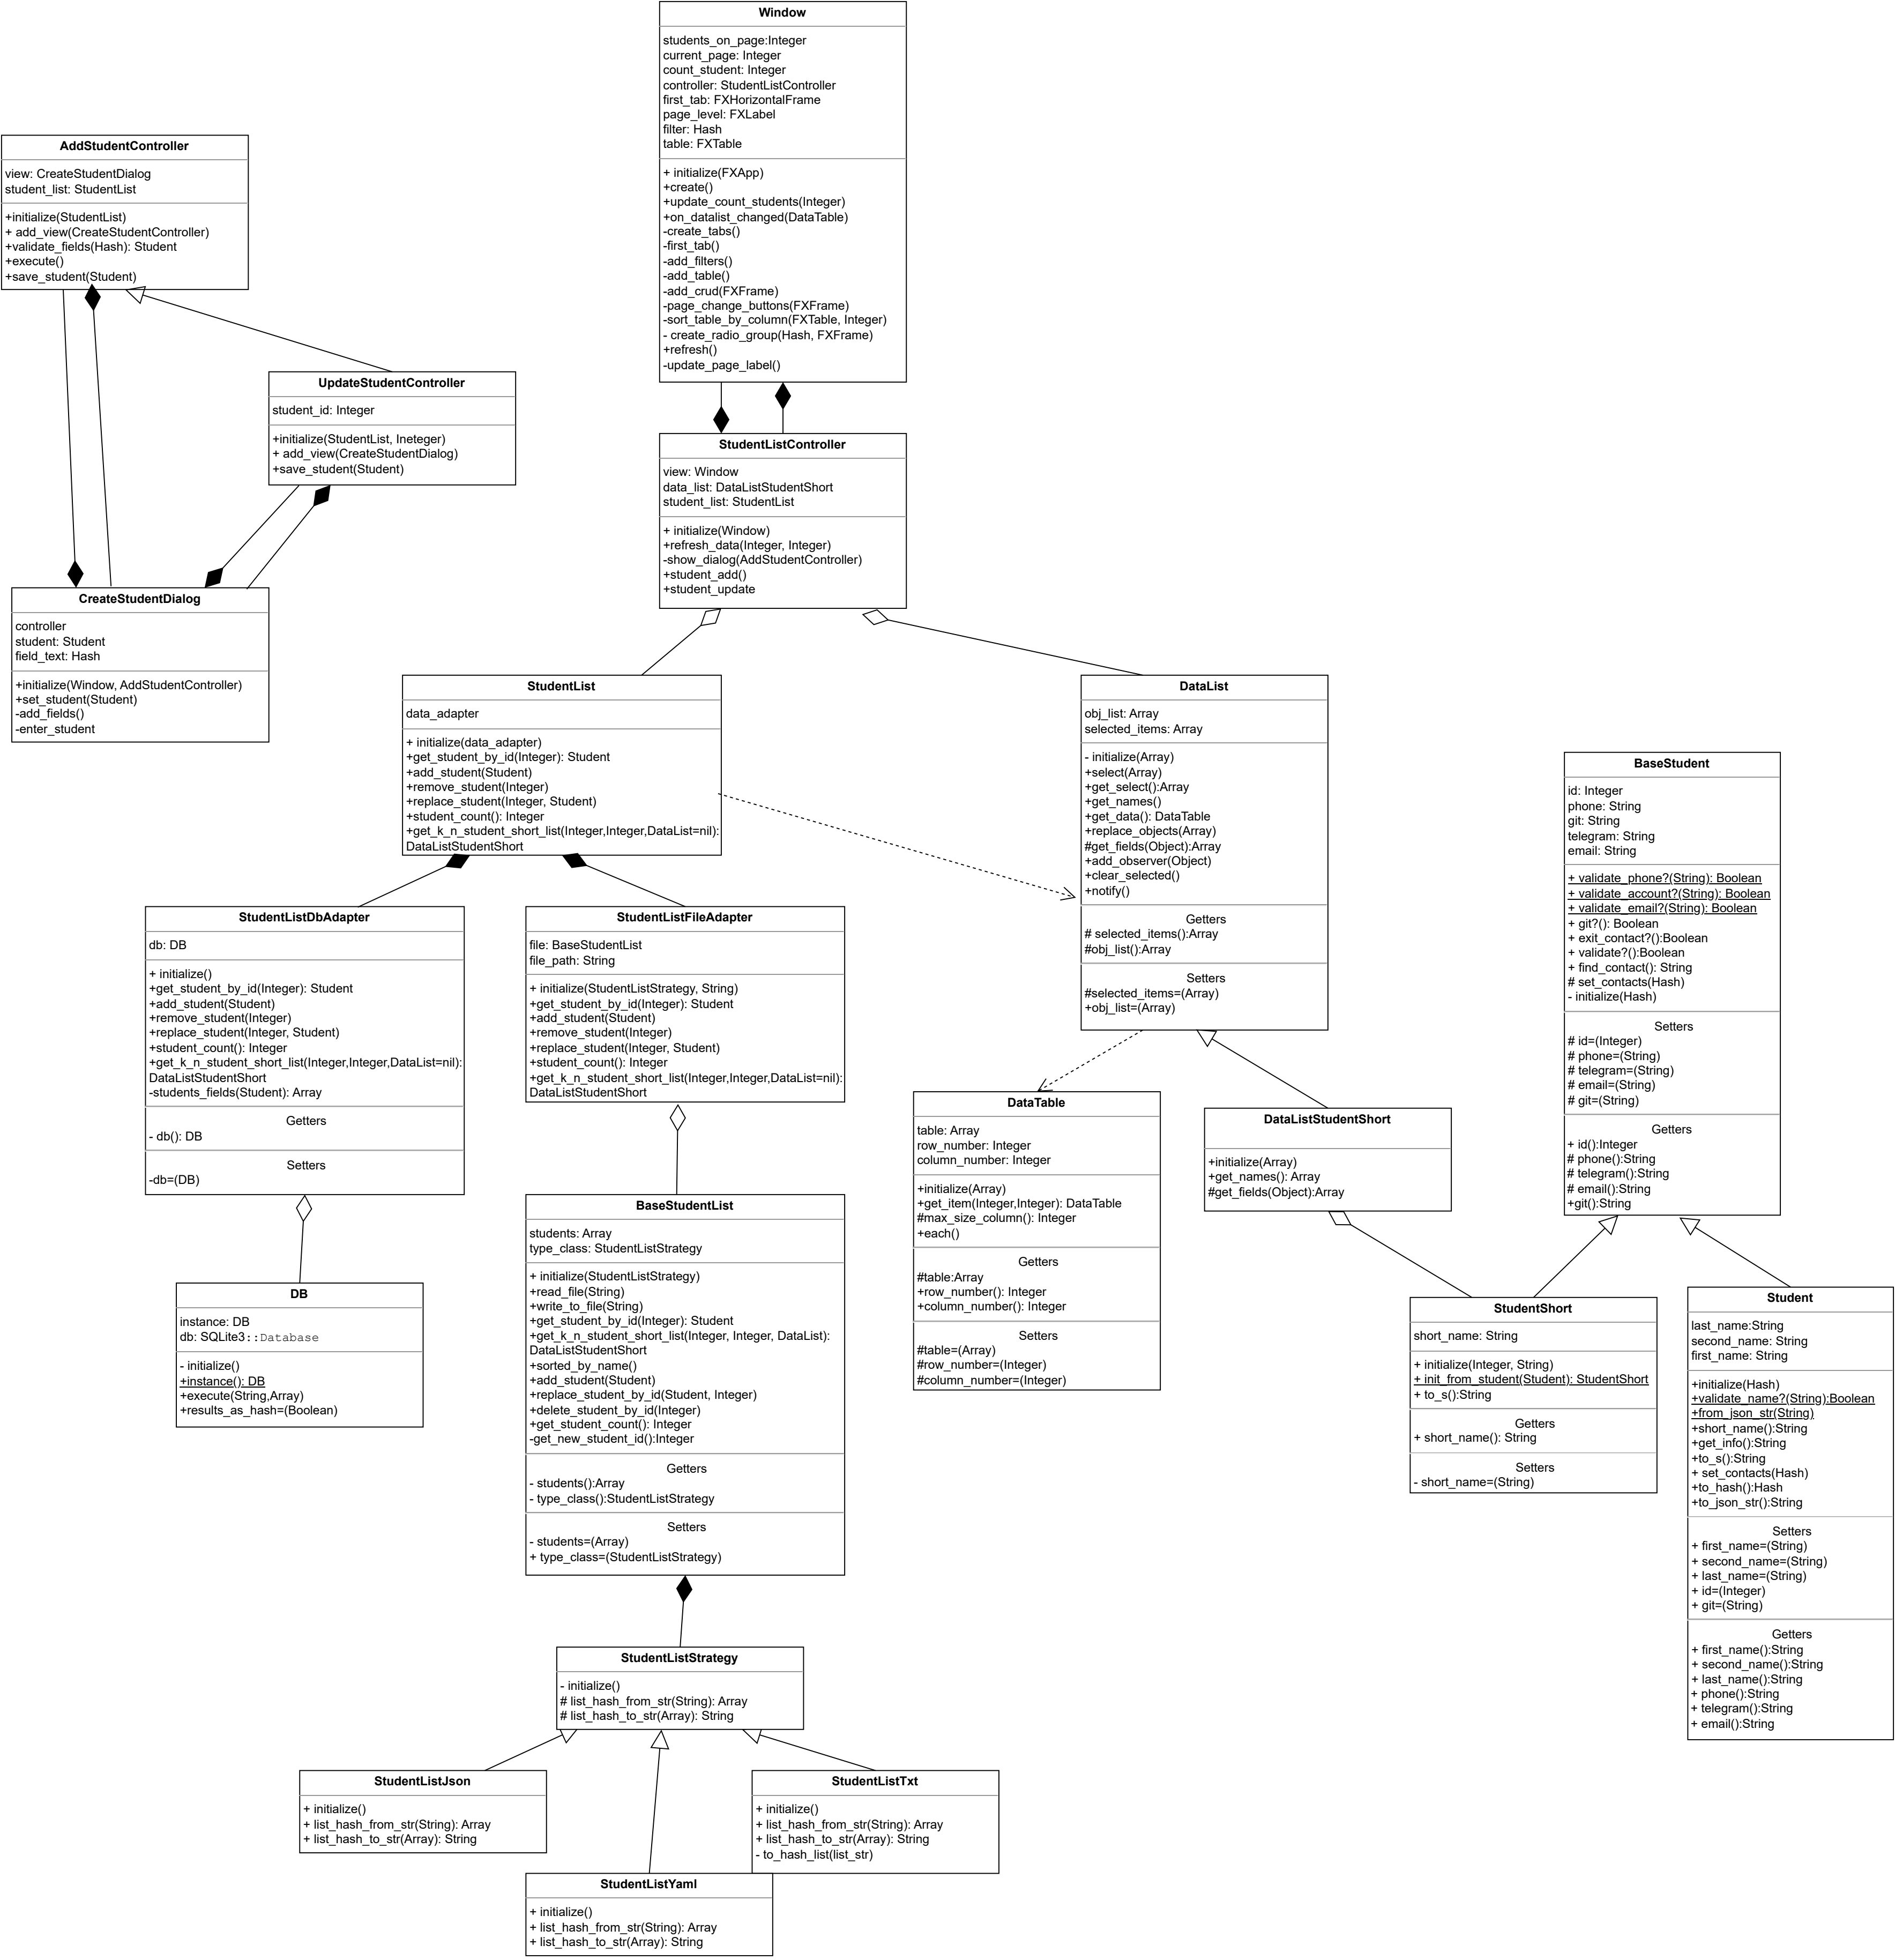 Window
students_on_page:Integer
current_page: Integer
count_student: Integer
controller: StudentListController
first_tab: FXHorizontalFrame
page_level: FXLabel
filter: Hash
table: FXTable
+ initialize(FXApp)
+create()
+update_count_students(Integer)
+on_datalist_changed(DataTable)
-create_tabs()
-first_tab()
-add_filters()
-add_table()
-add_crud(FXFrame)
-page_change_buttons(FXFrame)
-sort_table_by_column(FXTable, Integer)
- create_radio_group(Hash, FXFrame)
+refresh()
-update_page_label()
AddStudentController
view: CreateStudentDialog
student_list: StudentList
+initialize(StudentList)
+ add_view(CreateStudentController)
+validate_fields(Hash): Student
+execute()
+save_student(Student)
UpdateStudentController
student_id: Integer
+initialize(StudentList, Ineteger)
+ add_view(CreateStudentDialog)
+save_student(Student)
StudentListController
view: Window
data_list: DataListStudentShort
student_list: StudentList
+ initialize(Window)
+refresh_data(Integer, Integer)
-show_dialog(AddStudentController)
+student_add()
+student_update
CreateStudentDialog
controller
student: Student
field_text: Hash
+initialize(Window, AddStudentController)
+set_student(Student)
-add_fields()
-enter_student
StudentList
data_adapter
+ initialize(data_adapter)
+get_student_by_id(Integer): Student
+add_student(Student)
+remove_student(Integer)
+replace_student(Integer, Student)
+student_count(): Integer
+get_k_n_student_short_list(Integer,Integer,DataList=nil):
DataListStudentShort
DataList
obj_list: Array
selected_items: Array
- initialize(Array)
+select(Array)
+get_select():Array
+get_names()
+get_data(): DataTable
+replace_objects(Array)
#get_fields(Object):Array
+add_observer(Object)
+clear_selected()
+notify()
Getters
# selected_items():Array
#obj_list():Array
Setters
#selected_items=(Array)
+obj_list=(Array)
BaseStudent
id: Integer
phone: String
git: String
telegram: String
email: String
+ validate_phone?(String): Boolean
+ validate_account?(String): Boolean
+ validate_email?(String): Boolean
+ git?(): Boolean
+ exit_contact?():Boolean
+ validate?():Boolean
+ find_contact(): String
# set_contacts(Hash)
- initialize(Hash)
Setters
# id=(Integer)
# phone=(String)
# telegram=(String)
# email=(String)
# git=(String)
Getters
+ id():Integer
# phone():String
# telegram():String
# email():String
+git():String
StudentListDbAdapter
db: DB
+ initialize()
+get_student_by_id(Integer): Student
+add_student(Student)
+remove_student(Integer)
+replace_student(Integer, Student)
+student_count(): Integer
+get_k_n_student_short_list(Integer,Integer,DataList=nil):
DataListStudentShort
-students_fields(Student): Array
Getters
- db(): DB
Setters
-db=(DB)
StudentListFileAdapter
file: BaseStudentList
file_path: String
+ initialize(StudentListStrategy, String)
+get_student_by_id(Integer): Student
+add_student(Student)
+remove_student(Integer)
+replace_student(Integer, Student)
+student_count(): Integer
+get_k_n_student_short_list(Integer,Integer,DataList=nil):
DataListStudentShort
DataTable
table: Array
row_number: Integer
column_number: Integer
+initialize(Array)
+get_item(Integer,Integer): DataTable
#max_size_column(): Integer
+each()
Getters
#table:Array
+row_number(): Integer
+column_number(): Integer
Setters
#table=(Array)
#row_number=(Integer)
#column_number=(Integer)
DataListStudentShort
+initialize(Array)
+get_names(): Array
#get_fields(Object):Array
BaseStudentList
students: Array
type_class: StudentListStrategy
+ initialize(StudentListStrategy)
+read_file(String)
+write_to_file(String)
+get_student_by_id(Integer): Student
+get_k_n_student_short_list(Integer, Integer, DataList):
DataListStudentShort
+sorted_by_name()
+add_student(Student)
+replace_student_by_id(Student, Integer)
+delete_student_by_id(Integer)
+get_student_count(): Integer
-get_new_student_id():Integer
Getters
- students():Array
- type_class():StudentListStrategy
Setters
- students=(Array)
+ type_class=(StudentListStrategy)
DB
instance: DB
db: SQLite3::Database
- initialize()
+instance(): DB
+execute(String,Array)
+results_as_hash=(Boolean)
StudentShort
short_name: String
+ initialize(Integer, String)
+ init_from_student(Student): StudentShort
+ to_s():String
Getters
+ short_name(): String
Setters
- short_name=(String)
Student
last_name:String
second_name: String
first_name: String
+initialize(Hash)
+validate_name?(String):Boolean
+from_json_str(String)
+short_name():String
+get_info():String
+to_s():String
+ set_contacts(Hash)
+to_hash():Hash
+to_json_str():String
Setters
+ first_name=(String)
+ second_name=(String)
+ last_name=(String)
+ id=(Integer)
+ git=(String)
Getters
+ first_name():String
+ second_name():String
+ last_name():String
+ phone():String
+ telegram():String
+ email():String
StudentListStrategy
- initialize()
# list_hash_from_str(String): Array
# list_hash_to_str(Array): String
StudentListJson
+ initialize()
+ list_hash_from_str(String): Array
+ list_hash_to_str(Array): String
StudentListTxt
+ initialize()
+ list_hash_from_str(String): Array
+ list_hash_to_str(Array): String
- to_hash_list(list_str)
StudentListYaml
+ initialize()
+ list_hash_from_str(String): Array
+ list_hash_to_str(Array): String